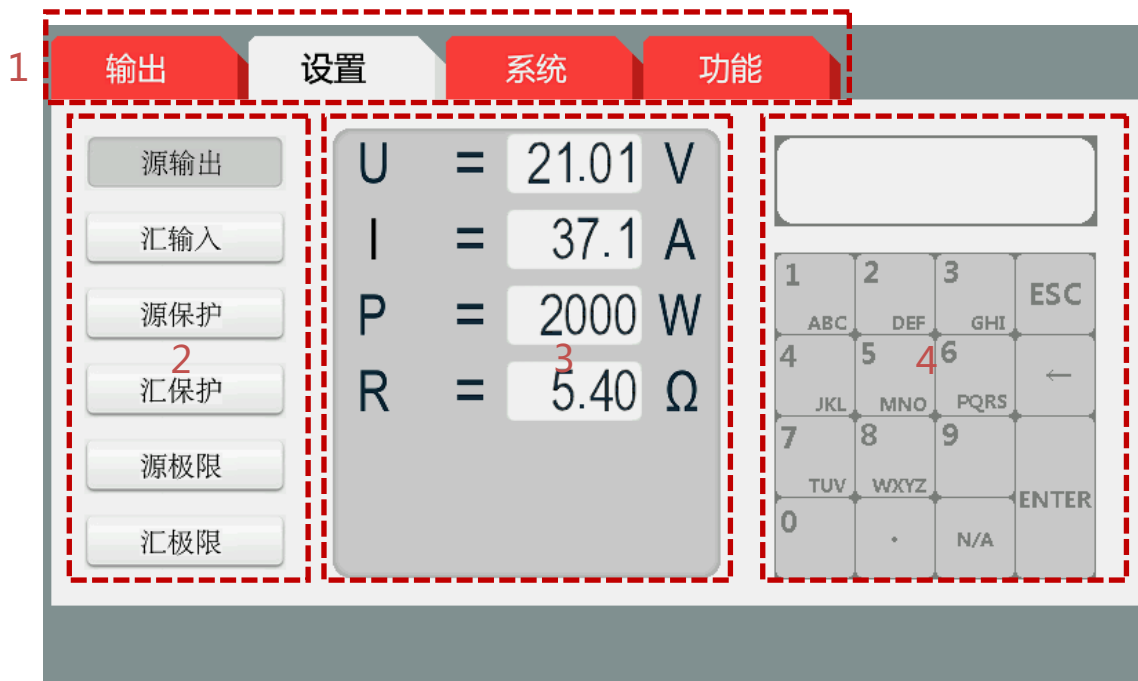 1
输出 设置 系统 功能
源输出
汇输入
源保护
2
汇保护
源极限
汇极限
U = 21.01 V
I = 37.1 A
P = 2000 W
3
R = 5.40 Ω
1 ABC 2 DEF 3 GHI ESC
4 JKL 5 MNO 4 6 PQRS ←
7 TUV 8 WXYZ 9 ENTER
0 . N/A